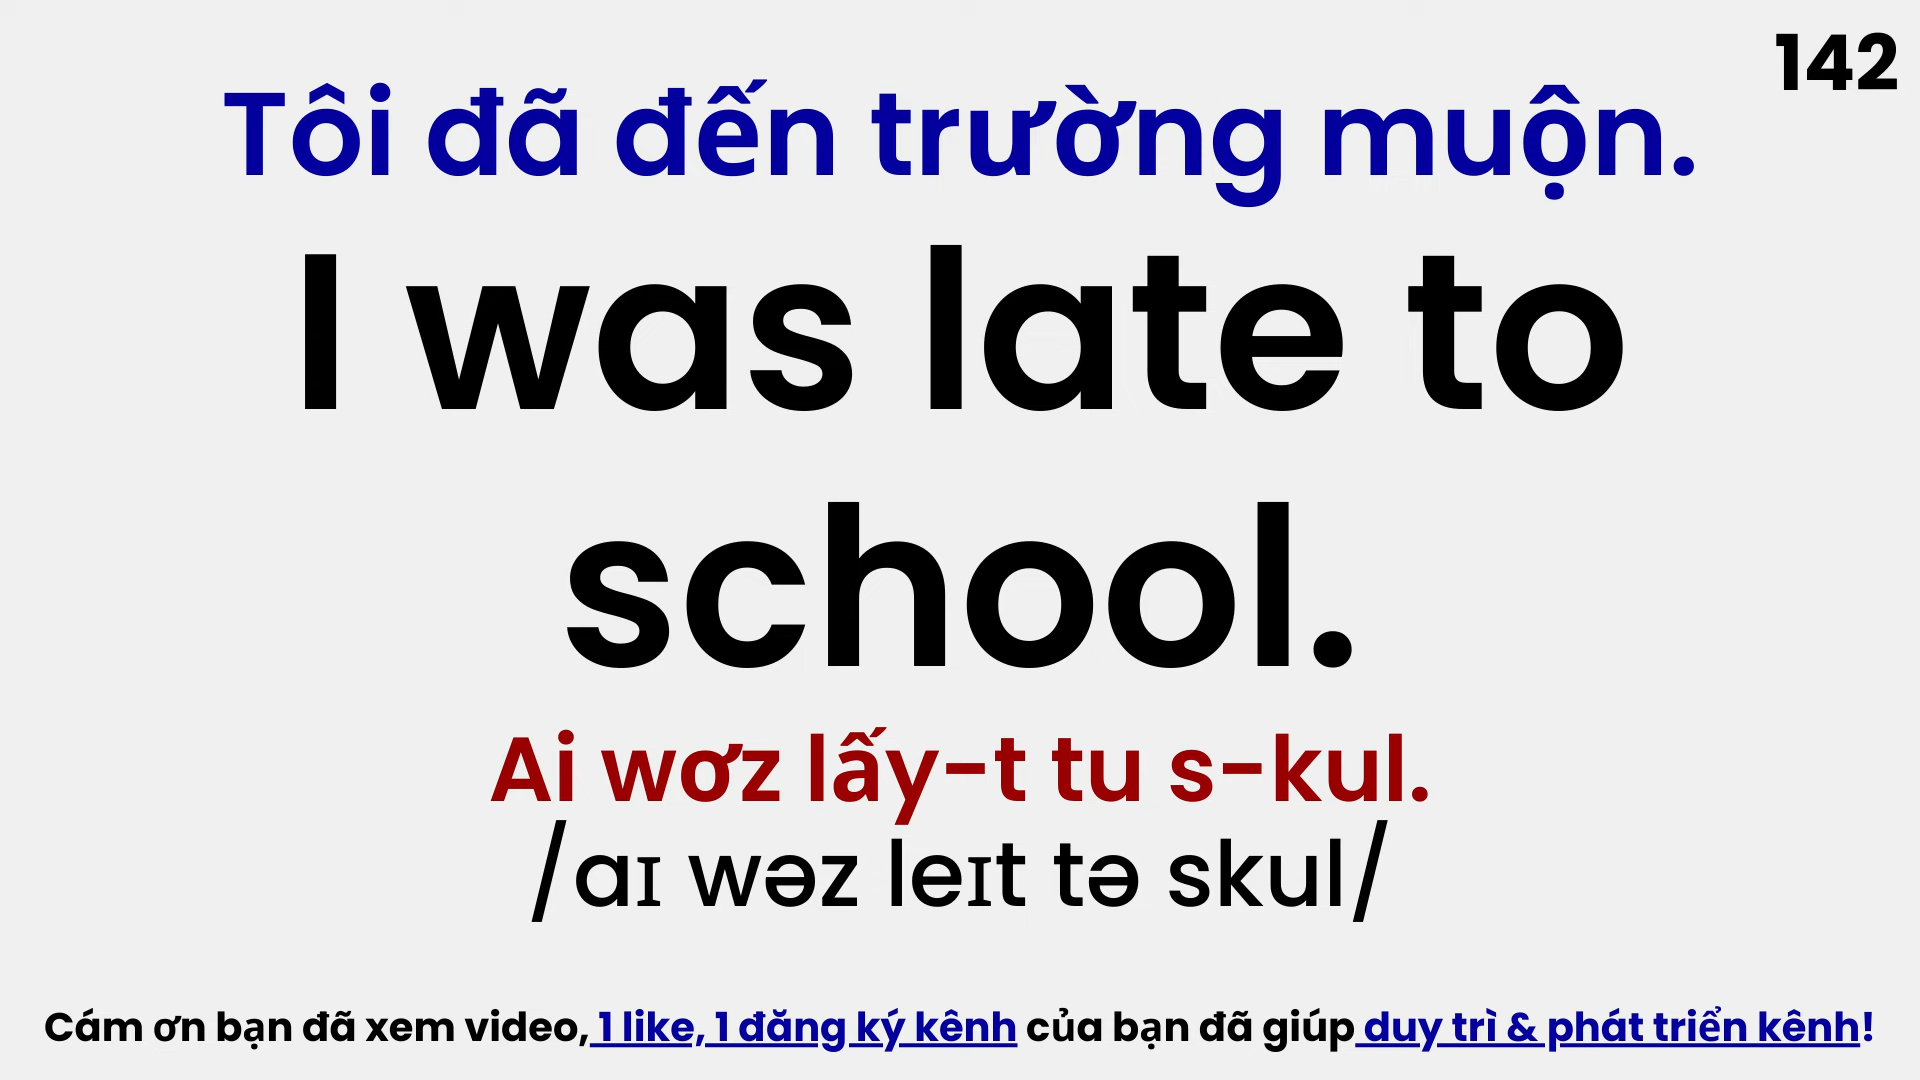 142
Tôi đã đến trường muộn.
I was late to
school.
Ai wơz lấy-t tu s-kul.
/ɑɪ wəz leɪt tə skul/
Cám ơn bạn đã xem video, 1 like, 1 đăng ký kênh của bạn đã giúp duy trì & phát triển kênh!